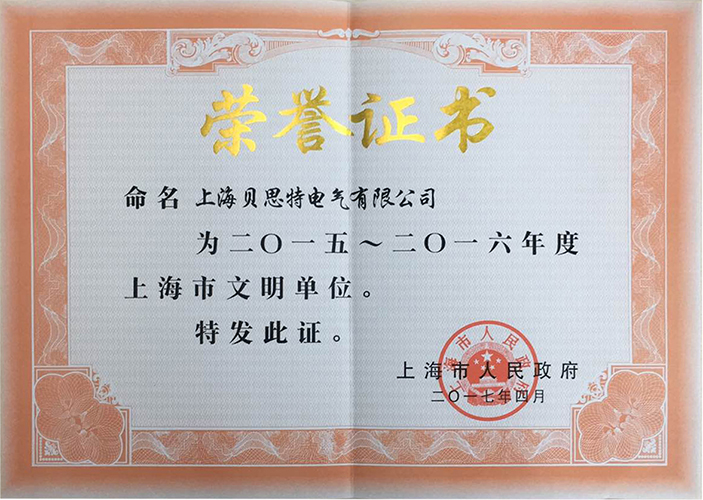 荣誉证书
命名 上海贝思特电气有限公司
为二〇一五～二〇一六年度
上海市文明单位。
特发此证。
上海市人民政府
上海市人民政府
二〇一七年四月